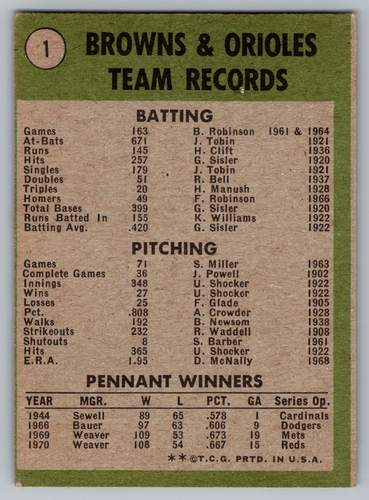 1
BROWNS & ORIOLES
TEAM RECORDS
BATTING
Games 163 B. Robinson 1961 & 1964
At-Bats 671 J. Tobin 1921
Runs 145 H. Clift 1936
Hits 257 G. Sisler 1920
Singles 179 J. Tobin 1921
Doubles 51 R. Bell 1937
Triples 20 H. Manush 1928
Homers 49 F. Robinson 1966
Total Bases 399 G. Sisler 1920
Runs Batted In 155 K. Williams 1922
Batting Avg. .420 G. Sisler 1922
PITCHING
Games 71 S. Miller 1963
Complete Games 36 J. Powell 1902
Innings 348 U. Shocker 1922
Wins 27 U. Shocker 1922
Losses 25 F. Glade 1905
Pct. .808 A. Crowder 1928
Walks 192 B. Newsom 1938
Strikeouts 232 R. Waddell 1908
Shutouts 8 S. Barber 1961
Hits 365 U. Shocker 1922
E.R.A. 1.95 D. McNally 1968
PENNANT WINNERS
YEAR MGR. W L PCT. GA Series Op.
1944 Sewell 89 65 .578 1 Cardinals
1966 Bauer 97 63 .606 9 Dodgers
1969 Weaver 109 53 .673 19 Mets
1970 Weaver 108 54 .667 15 Reds
**©T.C.G. PRTD. IN U.S.A.